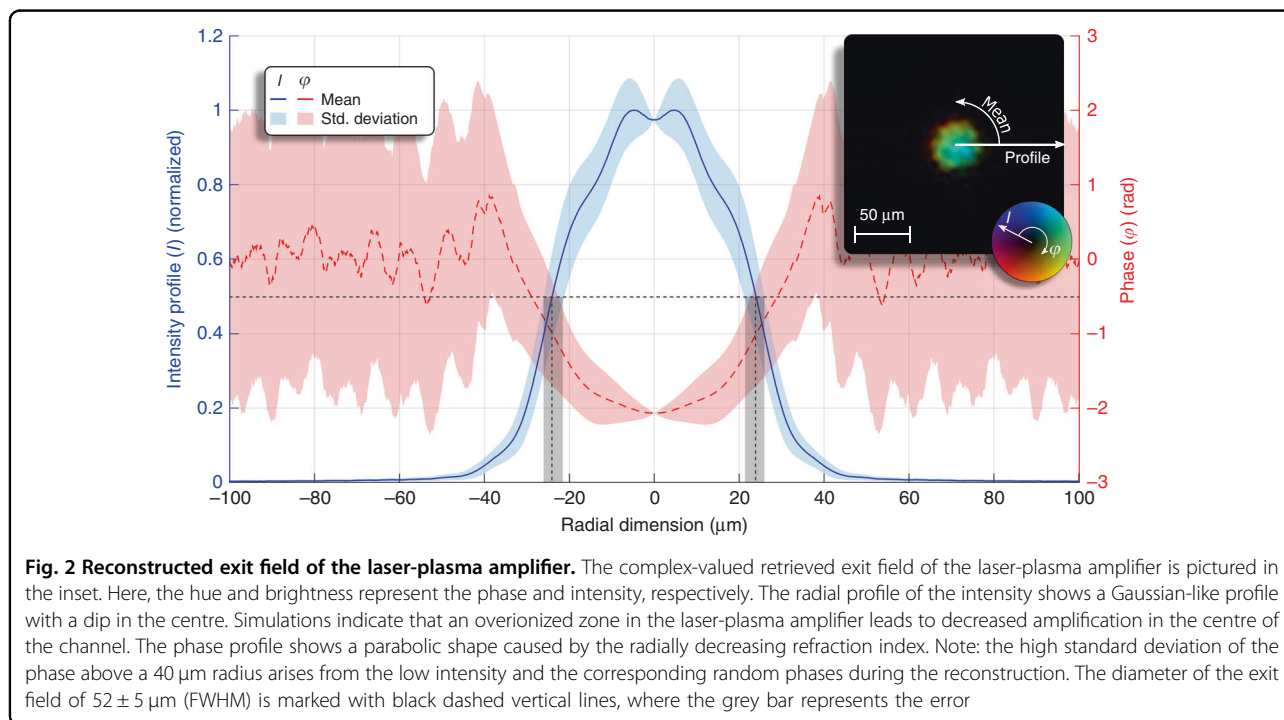 1.2
1
0.8
0.6
0.4
0.2
0
Intensity profile (I) (normalized)
I φ
Mean
Std. deviation
Mean
Profile
50 μm
I
φ
3
2
1
0
−1
−2
−3
Phase (φ) (rad)
−100 −80 −60 −40 −20 0 20 40 60 80 100
Radial dimension (μm)
Fig. 2 Reconstructed exit field of the laser-plasma amplifier. The complex-valued retrieved exit field of the laser-plasma amplifier is pictured in
the inset. Here, the hue and brightness represent the phase and intensity, respectively. The radial profile of the intensity shows a Gaussian-like profile
with a dip in the centre. Simulations indicate that an overionized zone in the laser-plasma amplifier leads to decreased amplification in the centre of
the channel. The phase profile shows a parabolic shape caused by the radially decreasing refraction index. Note: the high standard deviation of the
phase above a 40 μm radius arises from the low intensity and the corresponding random phases during the reconstruction. The diameter of the exit
field of 52 ± 5 μm (FWHM) is marked with black dashed vertical lines, where the grey bar represents the error